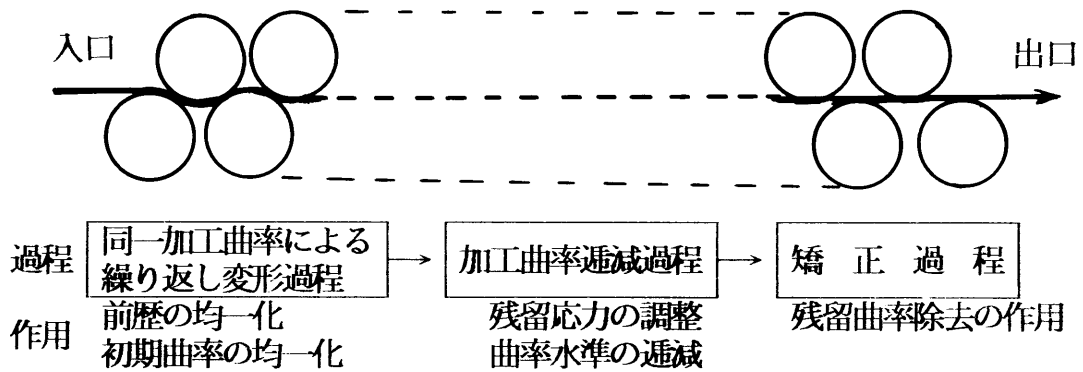 入口
出口
過程
同一加工曲率による
繰り返し変形過程
加工曲率逓減過程
矯正過程
作用
前歴の均一化
初期曲率の均一化
残留応力の調整
曲率水準の逓減
残留曲率除去の作用